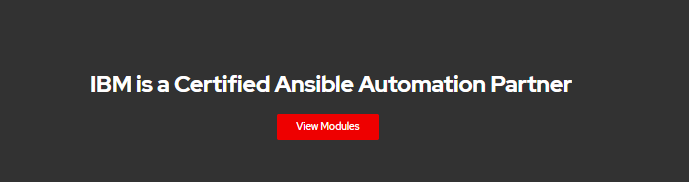 IBM is a Certified Ansible Automation Partner
View Modules